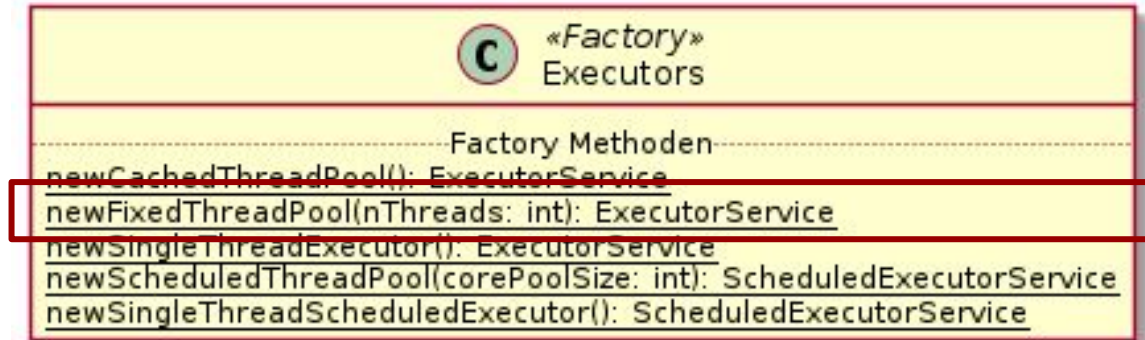 C
«Factory»
Executors
Factory Methoden
newCachedThreadPool(): ExecutorService
newFixedThreadPool(nThreads: int): ExecutorService
newSingleThreadExecutor(): ExecutorService
newScheduledThreadPool(corePoolSize: int): ScheduledExecutorService
newSingleThreadScheduledExecutor(): ScheduledExecutorService